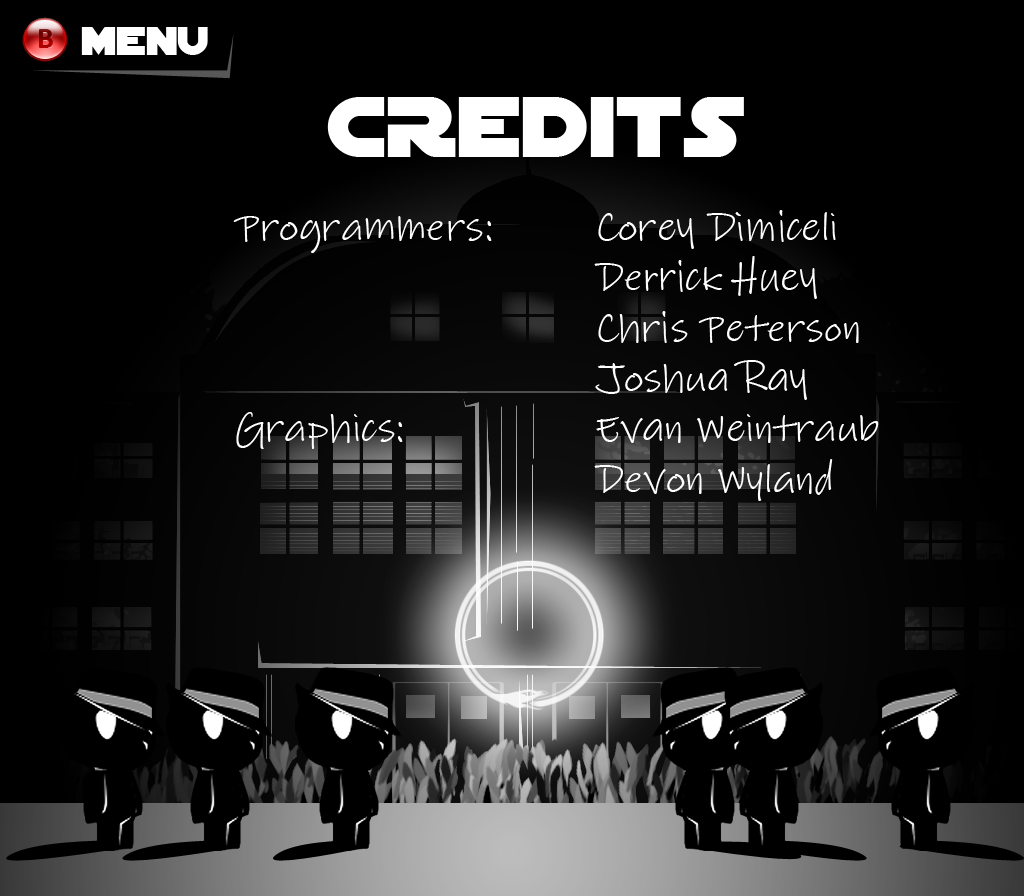 B MENU
CREDITS
Programmers: Corey Dimiceli
Derrick Huey
Chris Peterson
Joshua Ray
Graphics: Evan Weintraub
Devon Wyland